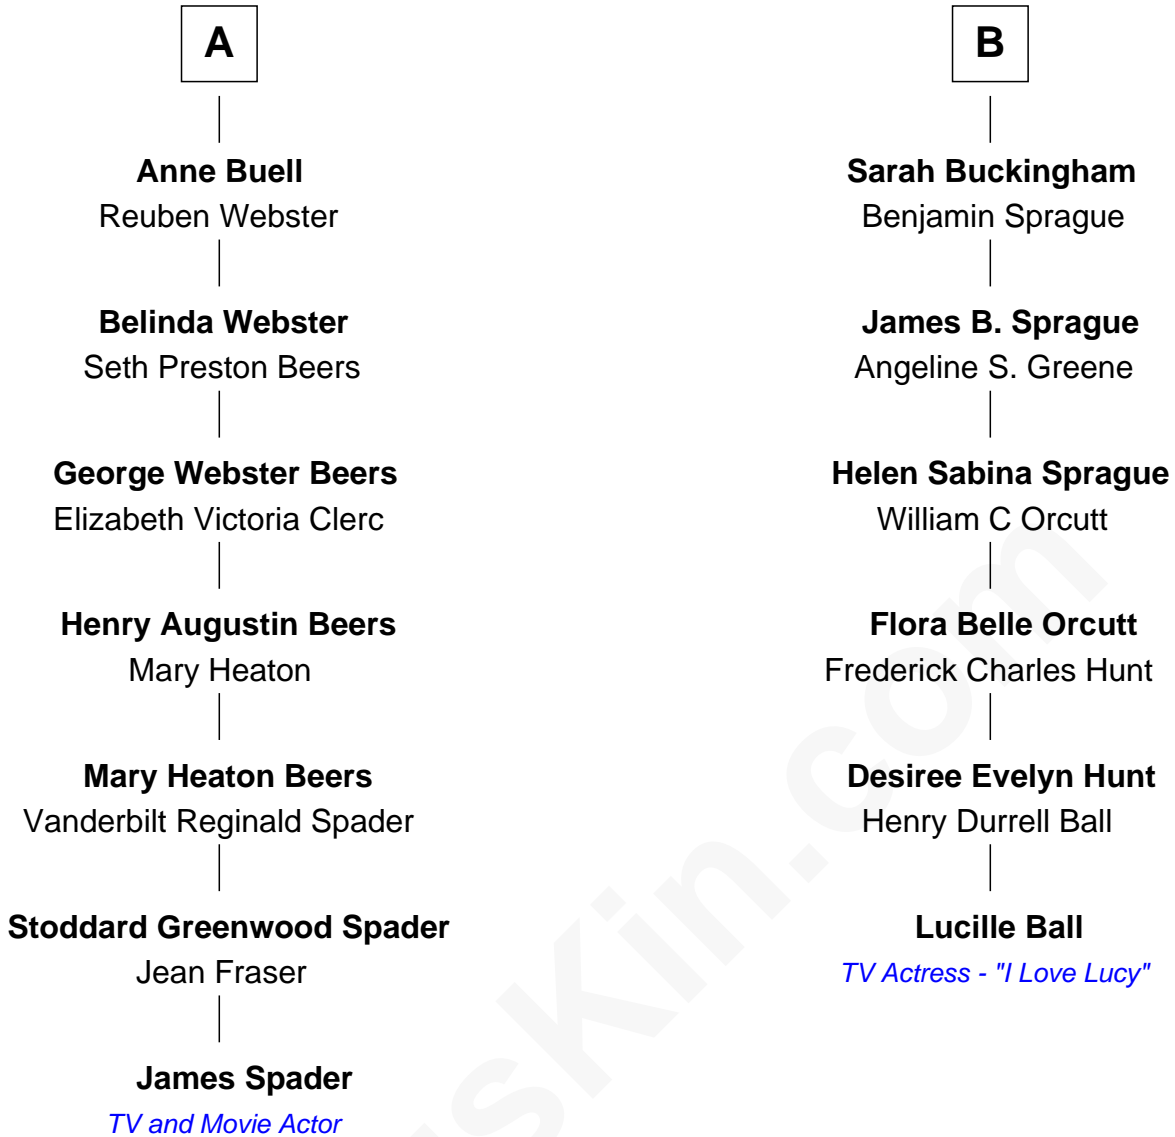 A
Anne Buell
Reuben Webster
Belinda Webster
Seth Preston Beers
George Webster Beers
Elizabeth Victoria Clerc
Henry Augustin Beers
Mary Heaton
Mary Heaton Beers
Vanderbilt Reginald Spader
Stoddard Greenwood Spader
Jean Fraser
James Spader
TV and Movie Actor
B
Sarah Buckingham
Benjamin Sprague
James B. Sprague
Angeline S. Greene
Helen Sabina Sprague
William C Orcutt
Flora Belle Orcutt
Frederick Charles Hunt
Desiree Evelyn Hunt
Henry Durrell Ball
Lucille Ball
TV Actress - "I Love Lucy"